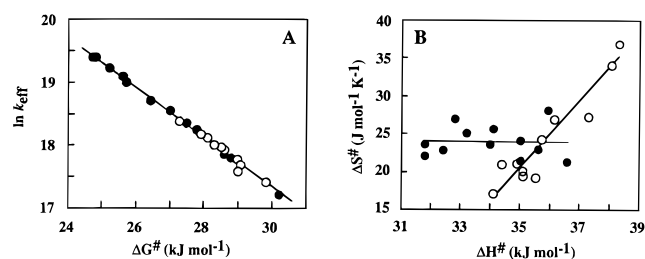 A
20
19
18
17
ln k_eff
24 26 28 30
ΔG# (kJ mol-1)
B
40
35
30
25
20
15
ΔS# (J mol-1 K-1)
31 33 35 37 39
ΔH# (kJ mol-1)